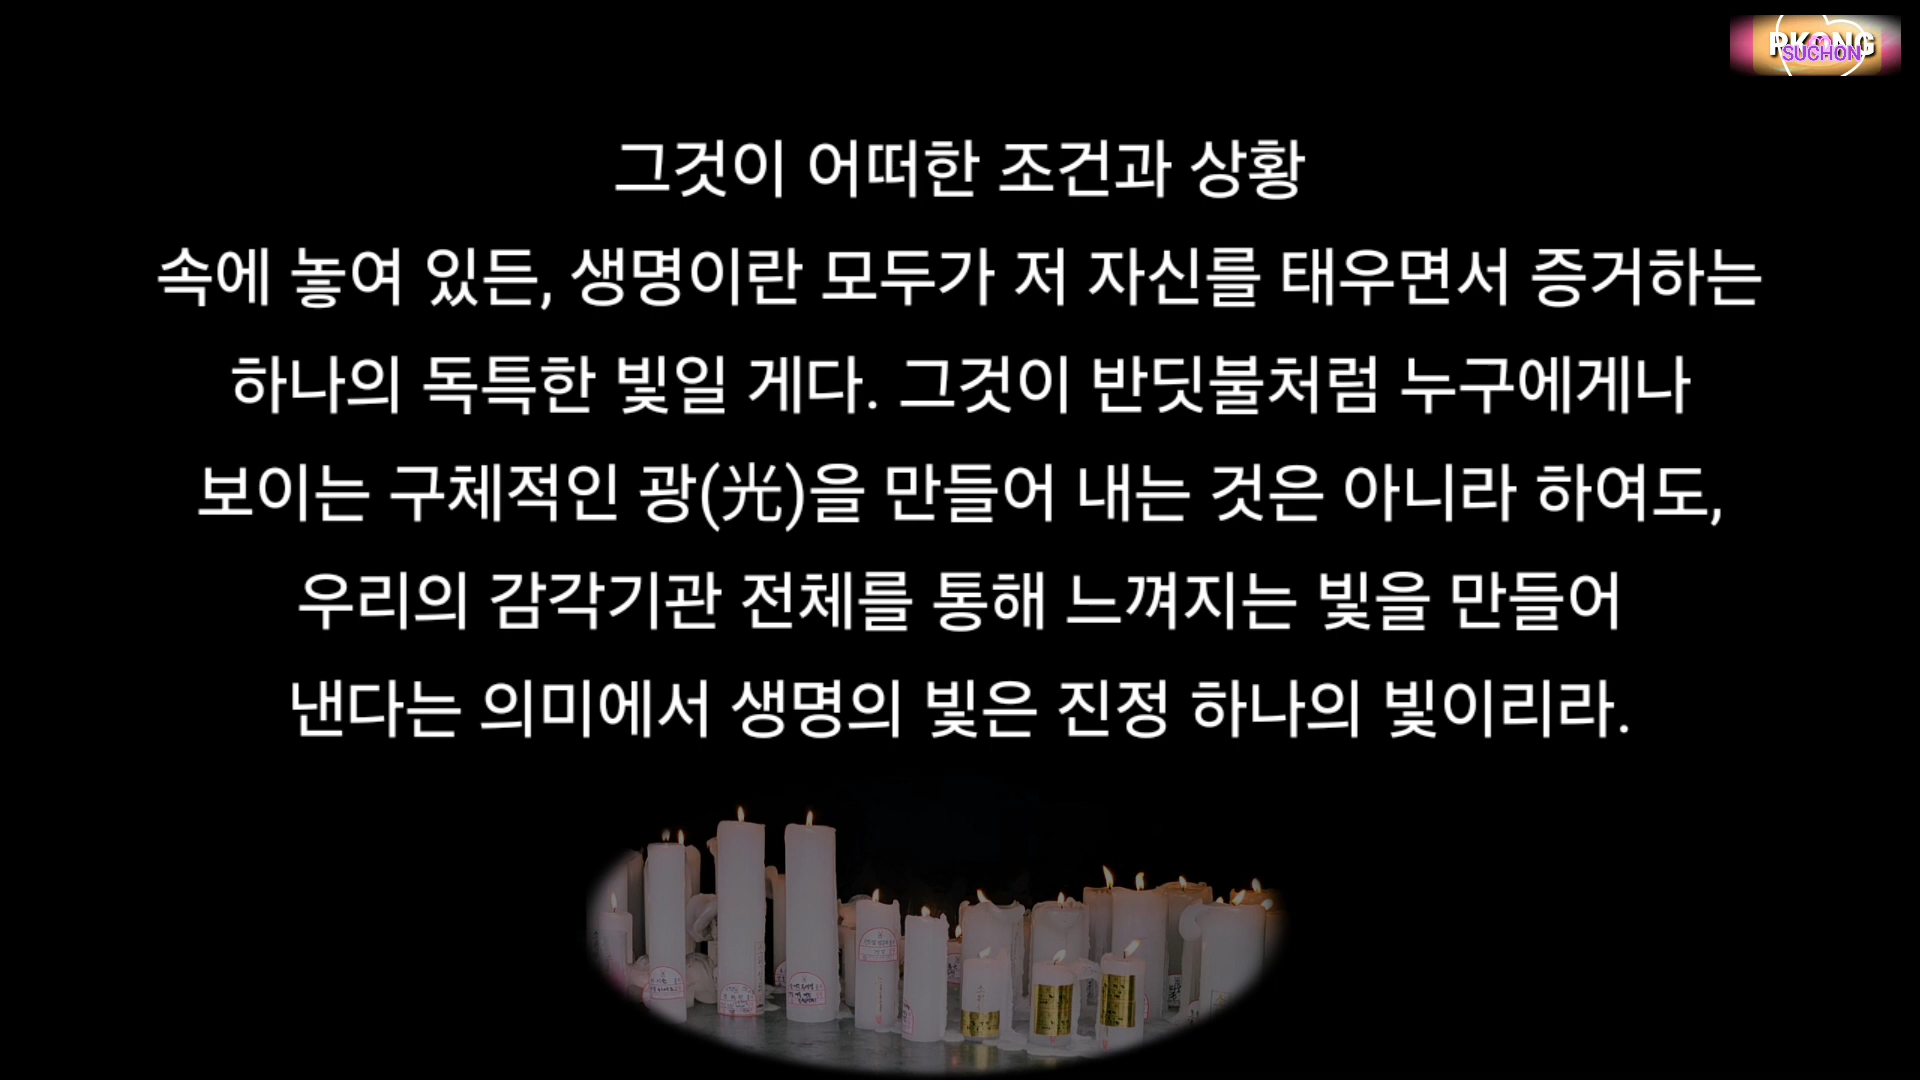 PKONG
SUCHON
그것이 어떠한 조건과 상황
속에 놓여 있든, 생명이란 모두가 저 자신를 태우면서 증거하는
하나의 독특한 빛일 게다. 그것이 반딧불처럼 누구에게나
보이는 구체적인 광(光)을 만들어 내는 것은 아니라 하여도,
우리의 감각기관 전체를 통해 느껴지는 빛을 만들어
낸다는 의미에서 생명의 빛은 진정 하나의 빛이리라.